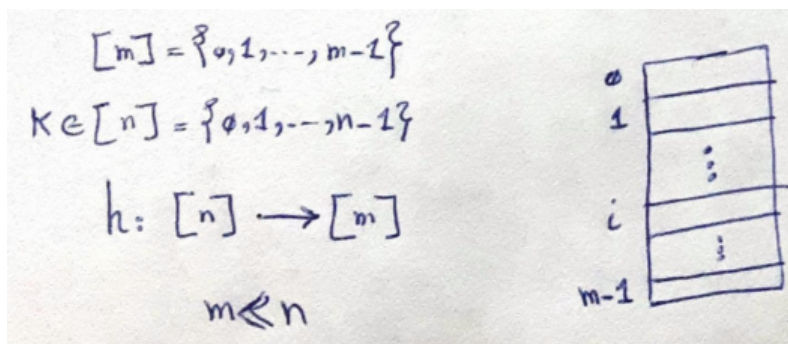 [m] = {0,1,...,m-1}
K∈[n] = {0,1,...,n-1}
h: [n] → [m]
m≪n
0
1
⋮
i
⋮
m-1